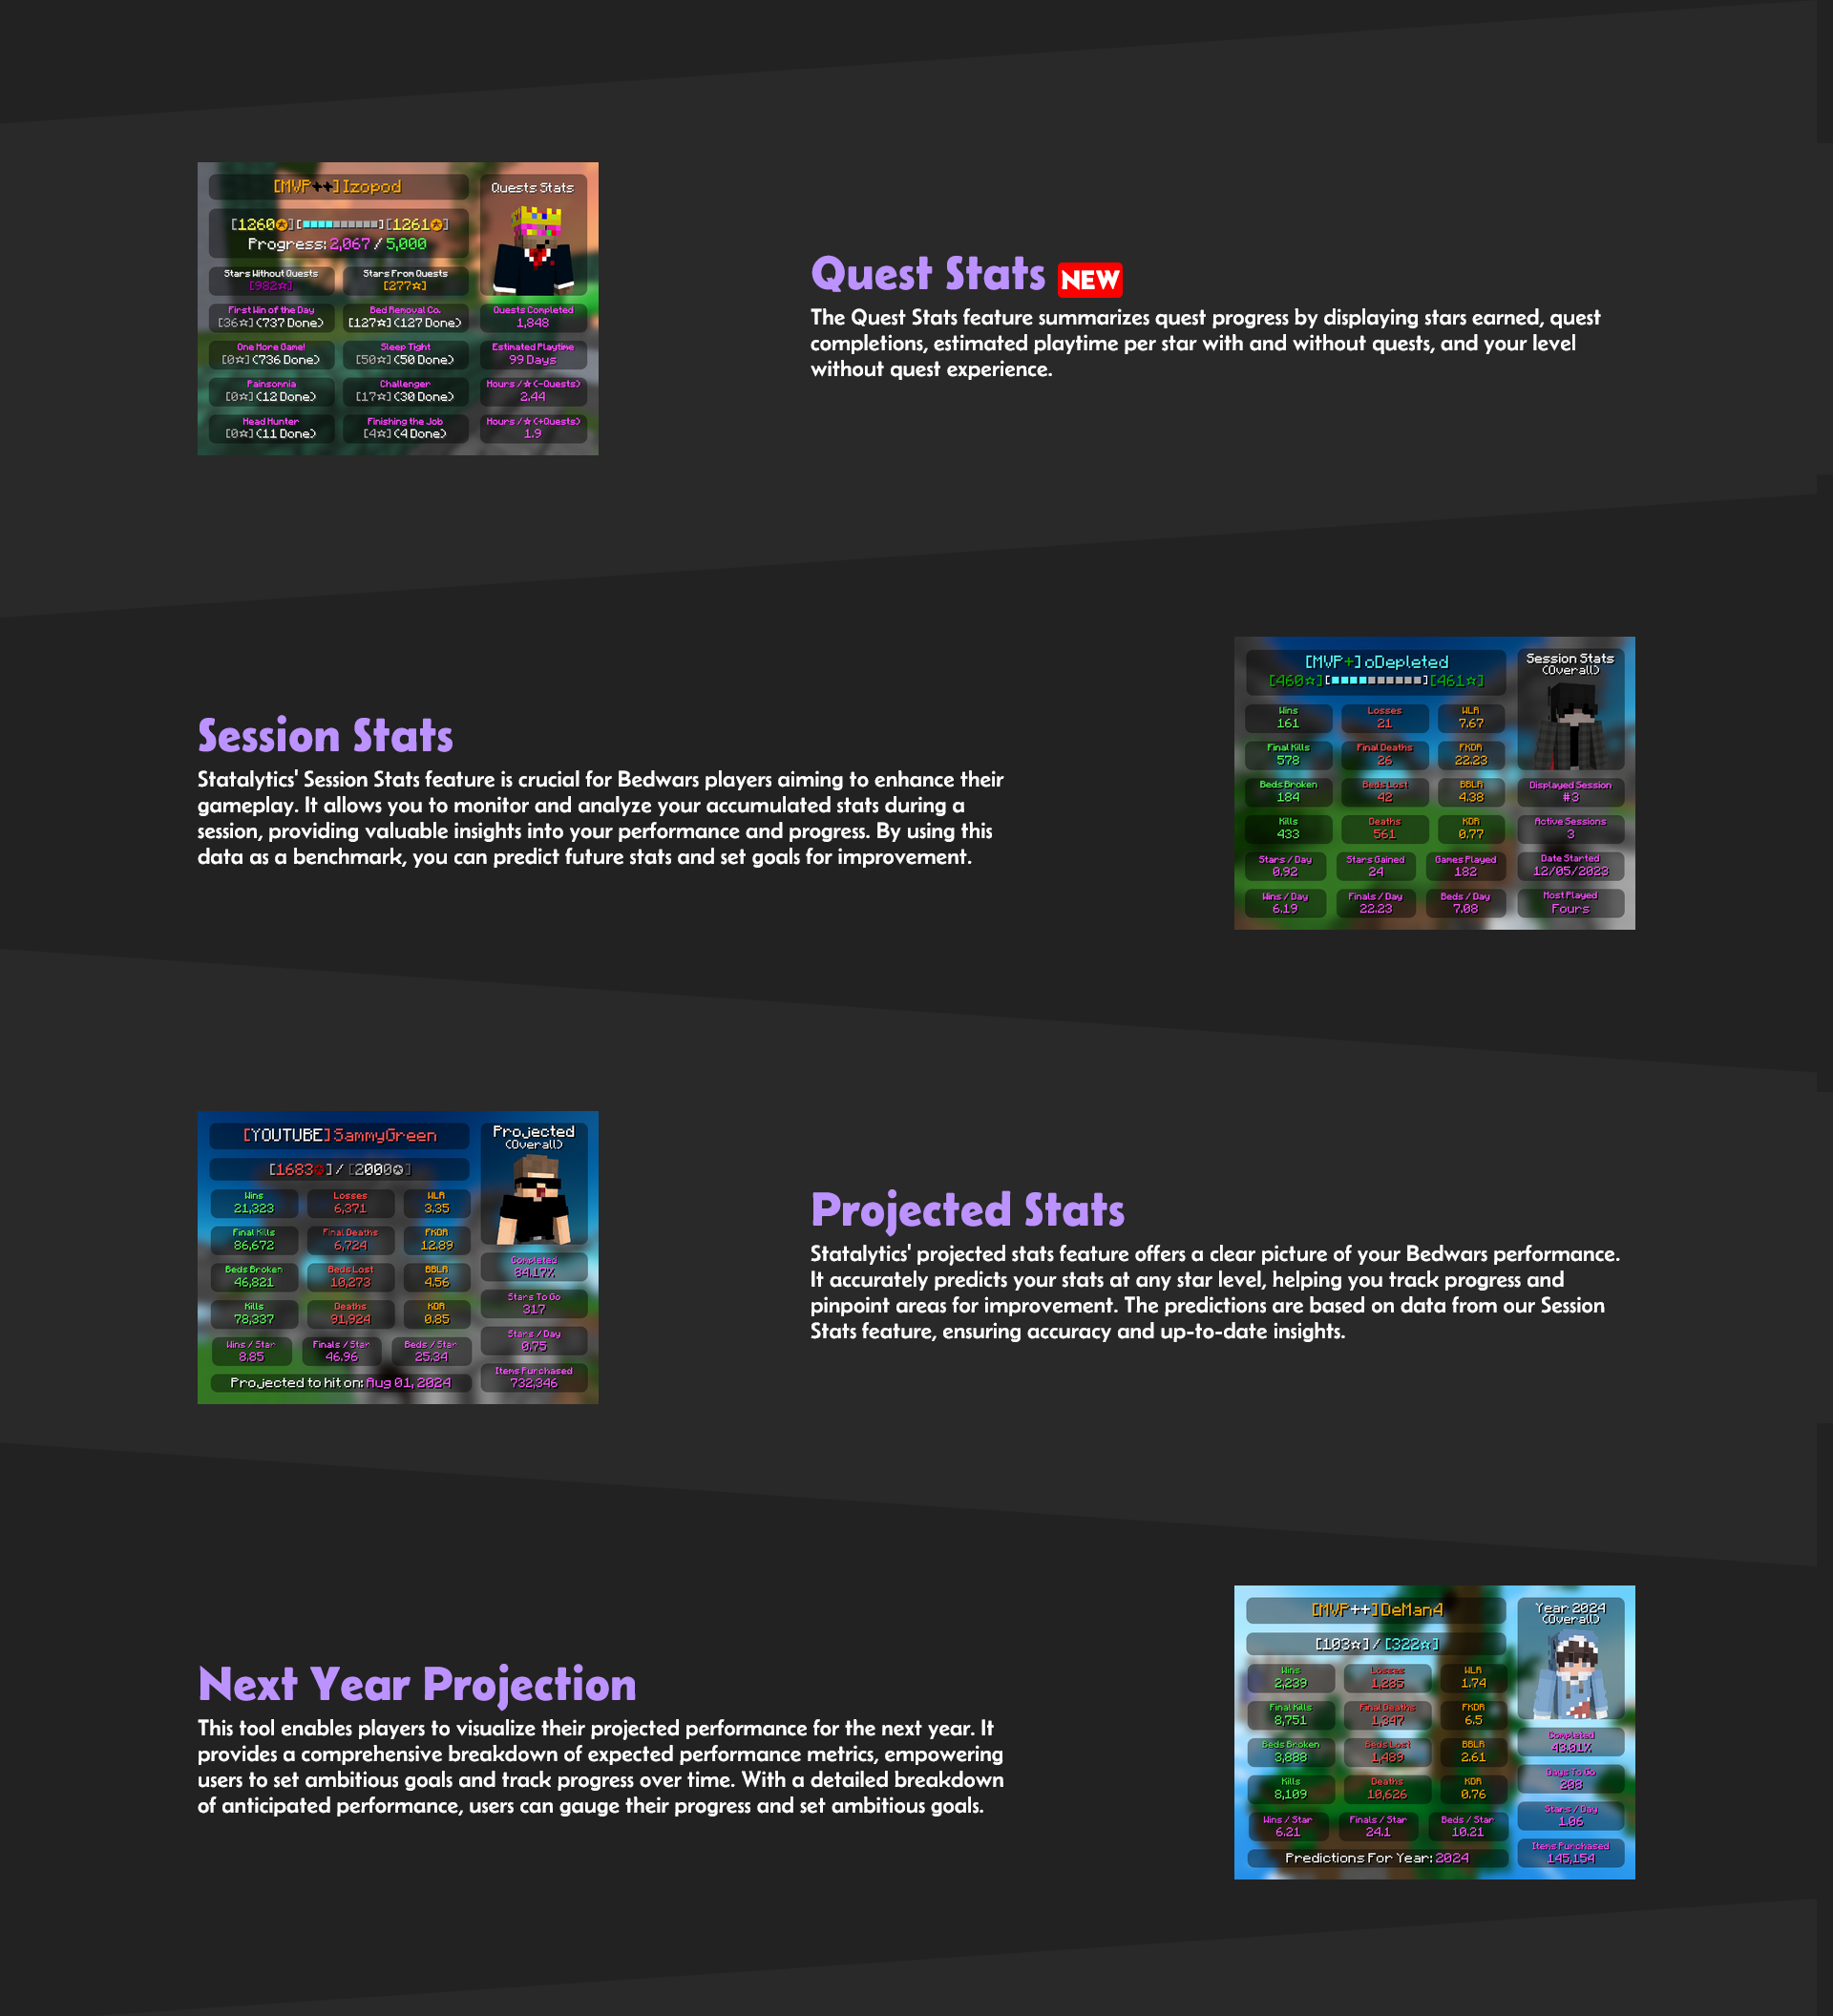 [MVP++] Izopod
Quests Stats
[1260✪] [ ] [1261✪]
Progress: 2,067 / 5,000
Stars Without Quests
[982☆]
Stars From Quests
[277☆]
First Win of the Day
[36☆] (737 Done)
Bed Removal Co.
[127☆] (127 Done)
Quests Completed
1,848
One More Game!
[0☆] (736 Done)
Sleep Tight
[50☆] (50 Done)
Estimated Playtime
99 Days
Painsomnia
[0☆] (12 Done)
Challenger
[17☆] (30 Done)
Hours / ☆ (-Quests)
2.44
Head Hunter
[0☆] (11 Done)
Finishing the Job
[4☆] (4 Done)
Hours / ☆ (+Quests)
1.9
Quest Stats NEW
The Quest Stats feature summarizes quest progress by displaying stars earned, quest
completions, estimated playtime per star with and without quests, and your level
without quest experience.
Session Stats
Statalytics' Session Stats feature is crucial for Bedwars players aiming to enhance their
gameplay. It allows you to monitor and analyze your accumulated stats during a
session, providing valuable insights into your performance and progress. By using this
data as a benchmark, you can predict future stats and set goals for improvement.
[MVP+] oDepleted
[460☆] [ ] [461☆]
Session Stats
(Overall)
Wins
161
Losses
21
WLR
7.67
Final Kills
578
Final Deaths
26
FKDR
22.23
Beds Broken
184
Beds Lost
42
BBLR
4.38
Displayed Session
#3
Kills
433
Deaths
561
KDR
0.77
Active Sessions
3
Stars / Day
0.92
Stars Gained
24
Games Played
182
Date Started
12/05/2023
Wins / Day
6.19
Finals / Day
22.23
Beds / Day
7.08
Most Played
Fours
[YOUTUBE] SammyGreen
[1683✪] / [2000✪]
Projected
(Overall)
Wins
21,323
Losses
6,371
WLR
3.35
Final Kills
86,672
Final Deaths
6,724
FKDR
12.89
Beds Broken
46,821
Beds Lost
10,273
BBLR
4.56
Completed
84.17%
Kills
78,337
Deaths
91,924
KDR
0.85
Stars To Go
317
Wins / Star
8.85
Finals / Star
46.96
Beds / Star
25.34
Stars / Day
0.75
Projected to hit on: Aug 01, 2024
Items Purchased
732,346
Projected Stats
Statalytics' projected stats feature offers a clear picture of your Bedwars performance.
It accurately predicts your stats at any star level, helping you track progress and
pinpoint areas for improvement. The predictions are based on data from our Session
Stats feature, ensuring accuracy and up-to-date insights.
Next Year Projection
This tool enables players to visualize their projected performance for the next year. It
provides a comprehensive breakdown of expected performance metrics, empowering
users to set ambitious goals and track progress over time. With a detailed breakdown
of anticipated performance, users can gauge their progress and set ambitious goals.
[MVP++] DeMan4
[103☆] / [322☆]
Year 2024
(Overall)
Wins
2,239
Losses
1,285
WLR
1.74
Final Kills
8,751
Final Deaths
1,347
FKDR
6.5
Beds Broken
3,888
Beds Lost
1,489
BBLR
2.61
Completed
43.01%
Kills
8,109
Deaths
10,626
KDR
0.76
Days To Go
208
Wins / Star
6.21
Finals / Star
24.1
Beds / Star
10.21
Stars / Day
1.06
Predictions For Year: 2024
Items Purchased
145,154